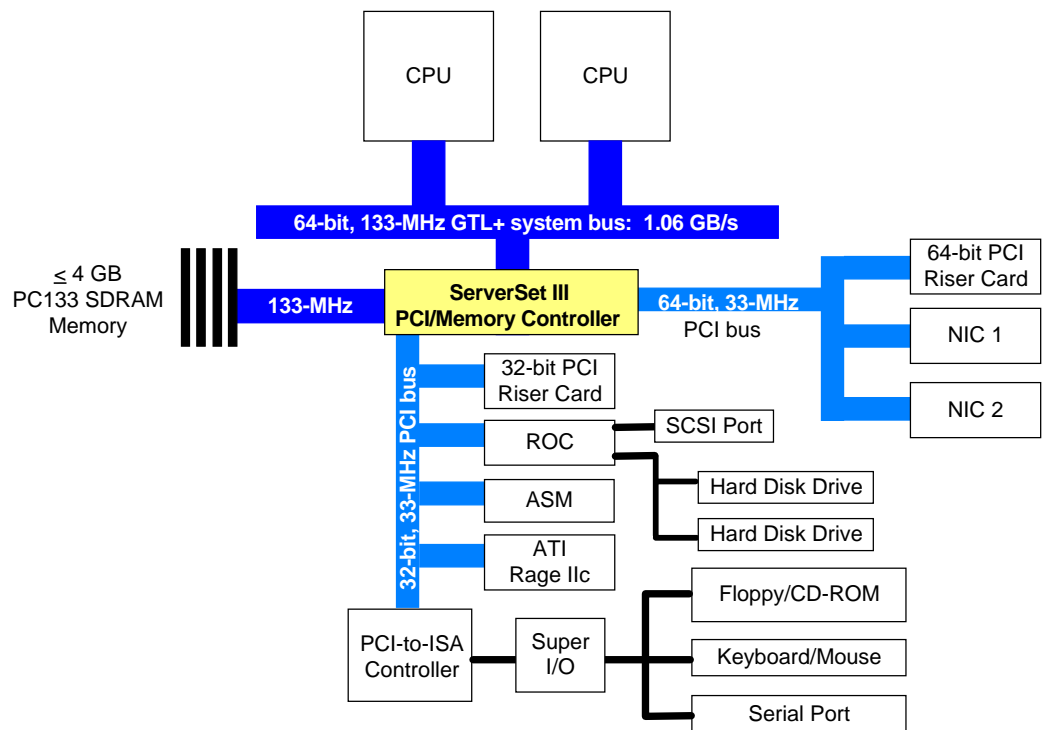 CPU
CPU
64-bit, 133-MHz GTL+ system bus:  1.06 GB/s
≤ 4 GB
PC133 SDRAM
Memory
133-MHz
ServerSet III
PCI/Memory Controller
64-bit, 33-MHz
PCI bus
64-bit PCI
Riser Card
NIC 1
NIC 2
32-bit, 33-MHz PCI bus
32-bit PCI
Riser Card
ROC
SCSI Port
Hard Disk Drive
Hard Disk Drive
ASM
ATI
Rage IIc
PCI-to-ISA
Controller
Super
I/O
Floppy/CD-ROM
Keyboard/Mouse
Serial Port